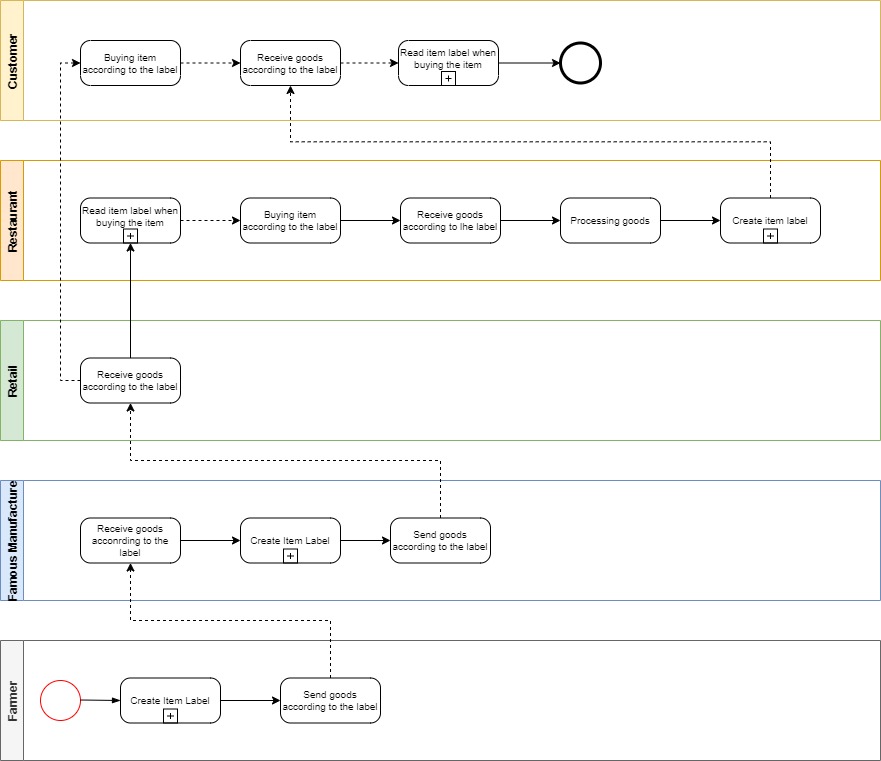 Customer
Buying item
according to the label
Receive goods
according to the label
Read item label when
buying the item
Restaurant
Read item label when
buying the item
Buying item
according to the label
Receive goods
according to lhe label
Processing goods
Create item label
Retail
Receive goods
according to the label
Famous Manufacture
Receive goods
acconrding to the
label
Create Item Label
Send goods
according to the label
Farmer
Create Item Label
Send goods
according to the label